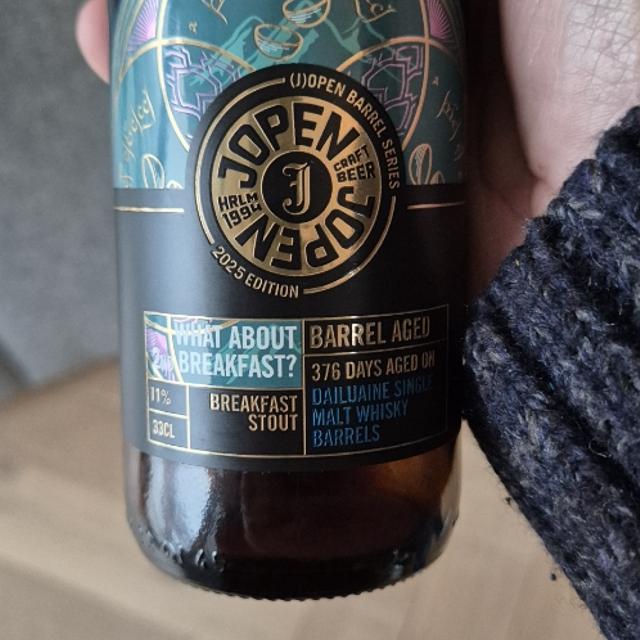 (J)OPEN BARREL SERIES
JOPEN
CRAFT
BEER
J
HRLM
JOPEN
2025 EDITION
WHAT ABOUT
BREAKFAST?
BARREL AGED
11%
33CL
BREAKFAST
STOUT
376 DAYS AGED ON
DAILUAINE SINGLE
MALT WHISKY
BARRELS